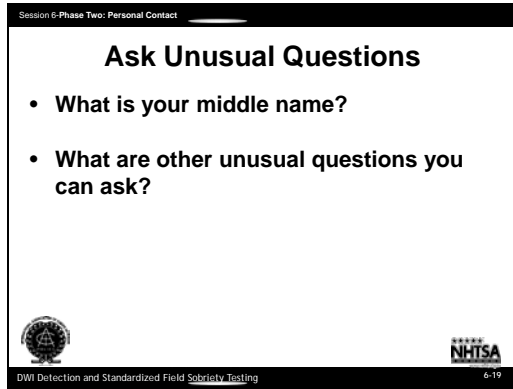 Session 6-Phase Two: Personal Contact
Ask Unusual Questions
• What is your middle name?
• What are other unusual questions you
can ask?
NHTSA
DWI Detection and Standardized Field Sobriety Testing
6-19